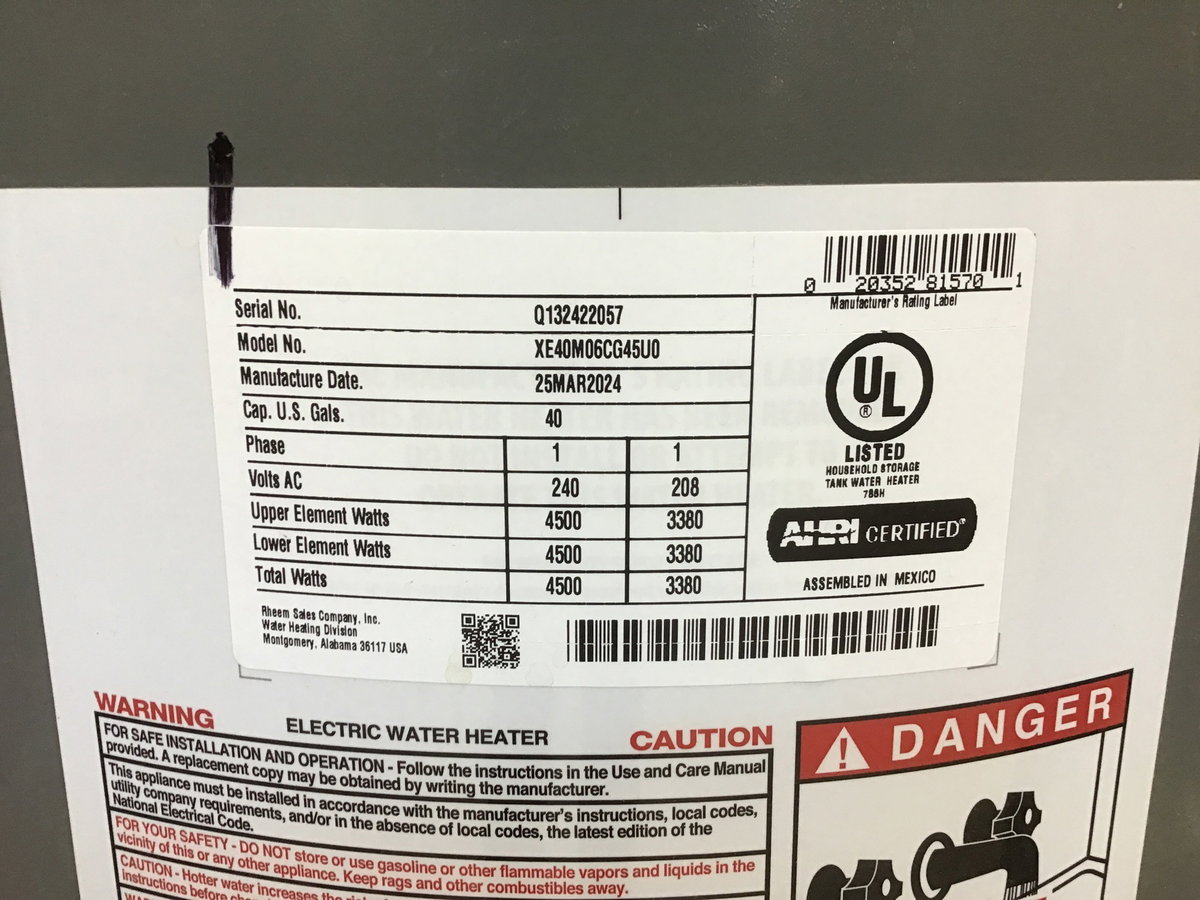 0 20352 81570 1
Manufacturer's Rating Label
Serial No. Q132422057
Model No. XE40M06CG45U0
Manufacture Date. 25MAR2024
Cap. U.S. Gals. 40
Phase 1 1
Volts AC 240 208
Upper Element Watts 4500 3380
Lower Element Watts 4500 3380
Total Watts 4500 3380
UL
®
LISTED
HOUSEHOLD STORAGE
TANK WATER HEATER
786H
AHRI CERTIFIED®
ASSEMBLED IN MEXICO
Rheem Sales Company, Inc.
Water Heating Division
Montgomery, Alabama 36117 USA
WARNING ELECTRIC WATER HEATER CAUTION
FOR SAFE INSTALLATION AND OPERATION - Follow the instructions in the Use and Care Manual
provided. A replacement copy may be obtained by writing the manufacturer.
This appliance must be installed in accordance with the manufacturer's instructions, local codes,
utility company requirements, and/or in the absence of local codes, the latest edition of the
National Electrical Code.
FOR YOUR SAFETY - DO NOT store or use gasoline or other flammable vapors and liquids in the
vicinity of this or any other appliance. Keep rags and other combustibles away.
CAUTION - Hotter water increases the
instructions before
DANGER